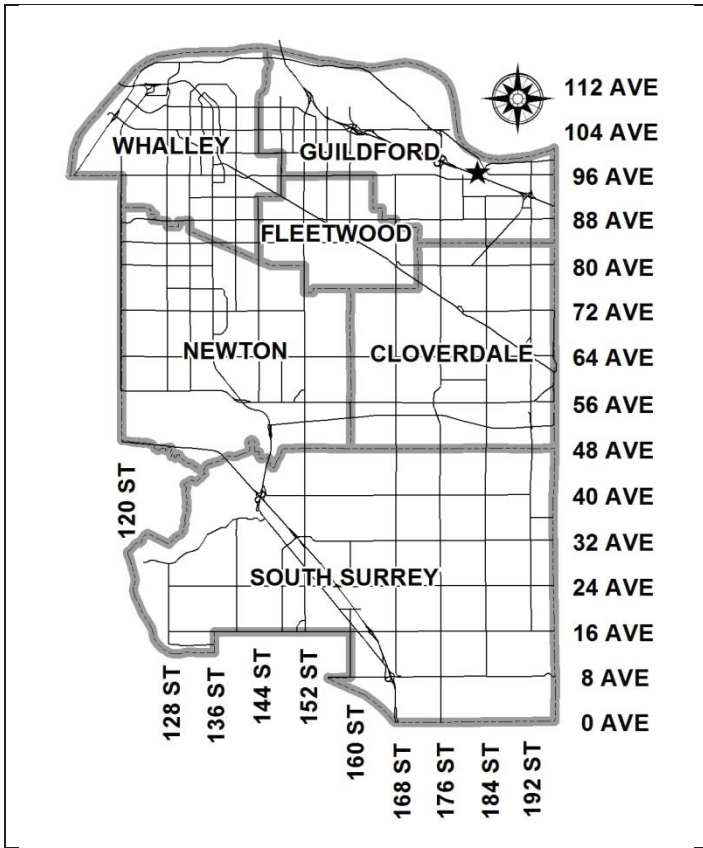 112 AVE
104 AVE
WHALLEY
GUILDFORD
96 AVE
88 AVE
FLEETWOOD
80 AVE
72 AVE
NEWTON
CLOVERDALE
64 AVE
56 AVE
48 AVE
120 ST
40 AVE
32 AVE
SOUTH SURREY
24 AVE
16 AVE
128 ST
136 ST
144 ST
152 ST
160 ST
8 AVE
0 AVE
168 ST
176 ST
184 ST
192 ST